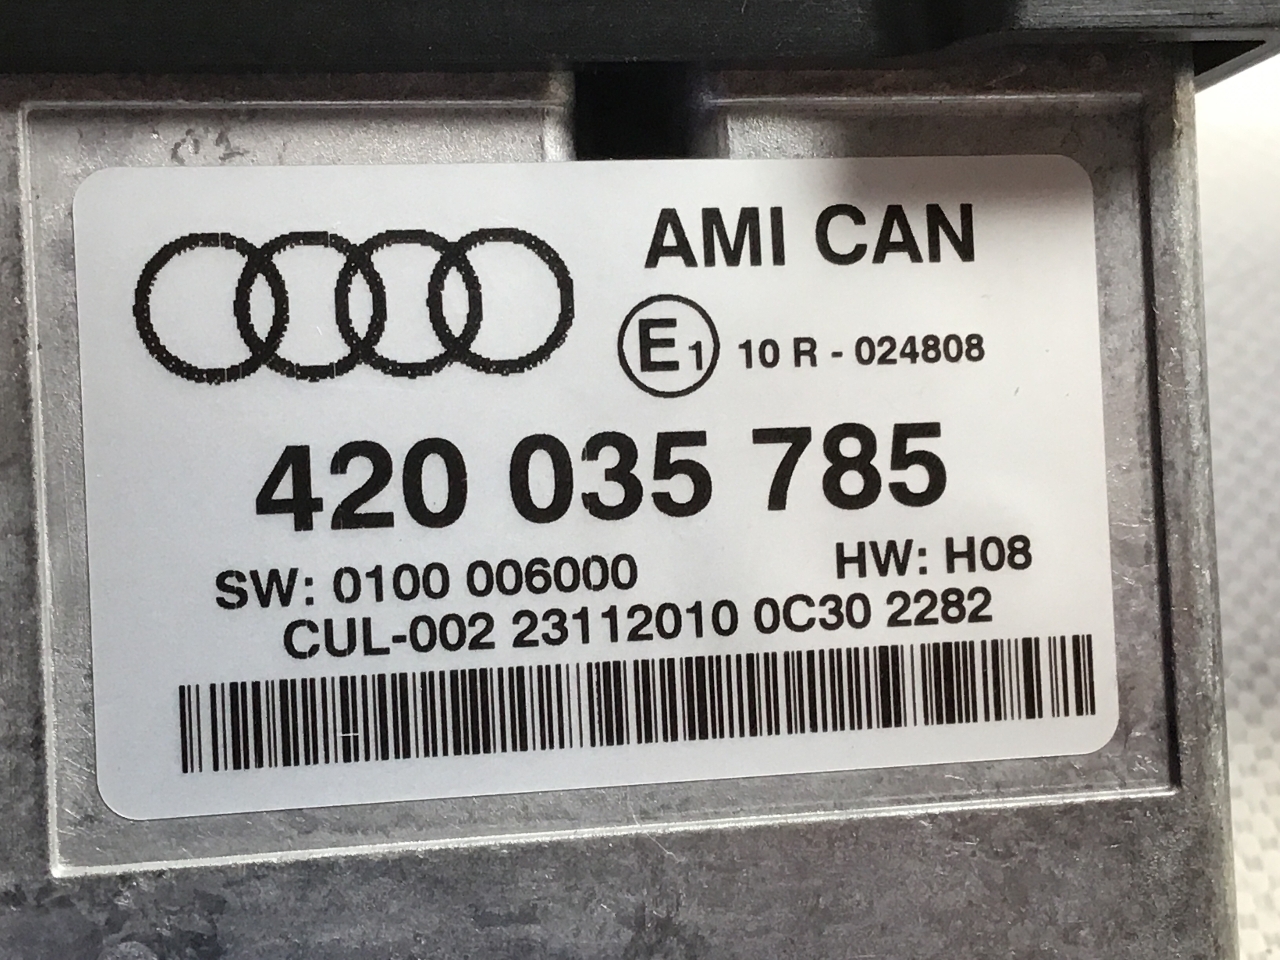 AMI CAN
E1 10 R - 024808
420 035 785
SW: 0100 006000 HW: H08
CUL-002 23112010 0C30 2282